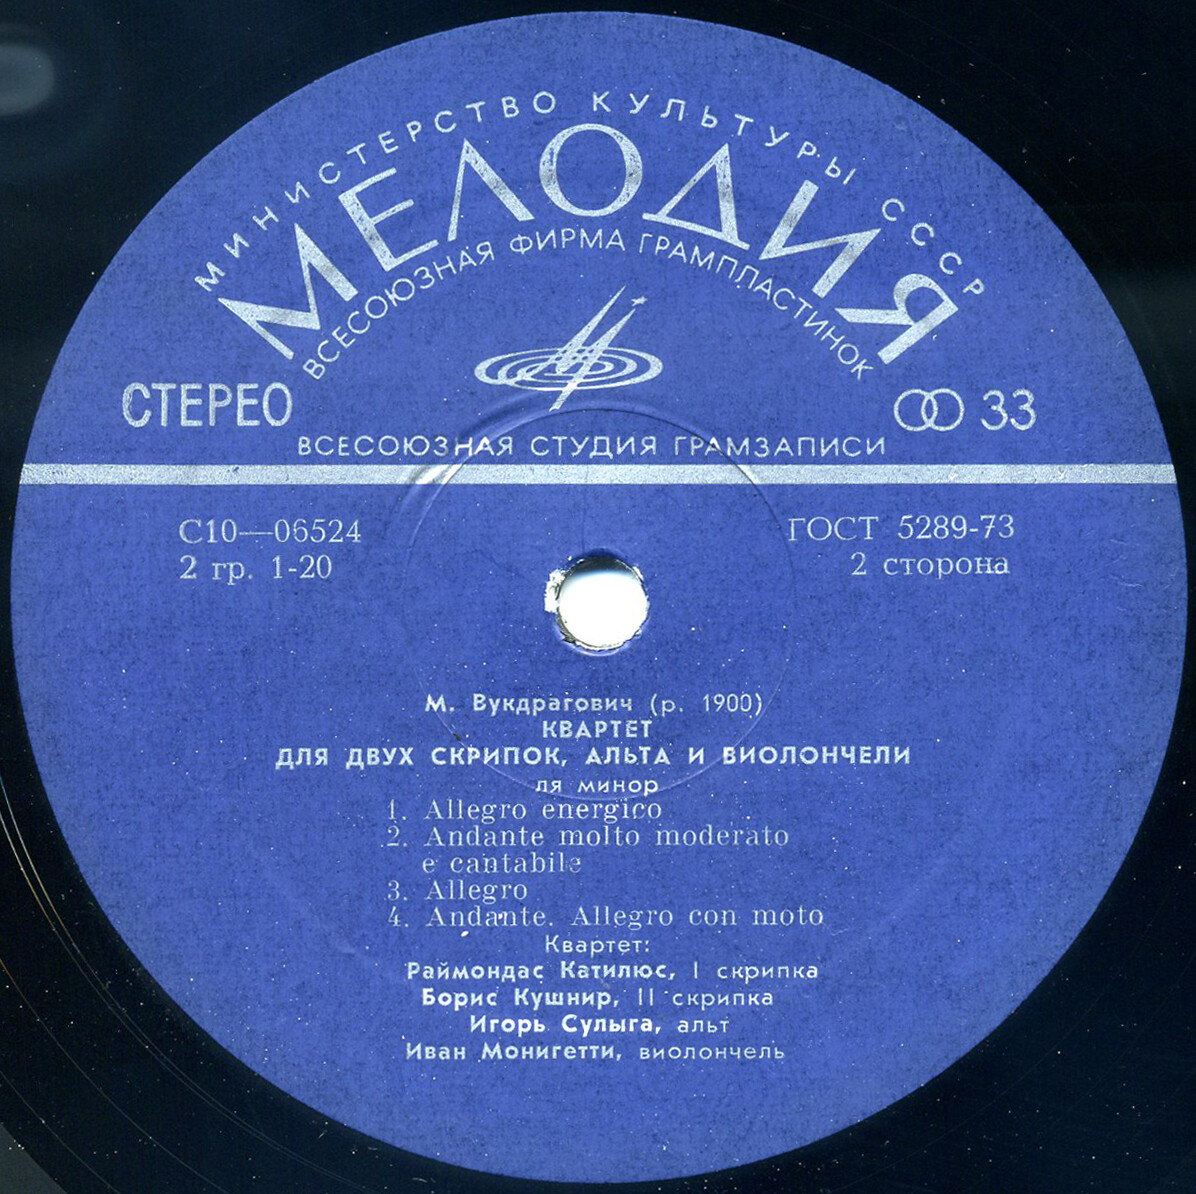 МИНИСТЕРСТВО КУЛЬТУРЫ СССР
МЕЛОДИЯ
ВСЕСОЮЗНАЯ ФИРМА ГРАМПЛАСТИНОК
СТЕРЕО
33
ВСЕСОЮЗНАЯ СТУДИЯ ГРАМЗАПИСИ
С10—06524
ГОСТ 5289-73
2 гр. 1-20
2 сторона
М. Вукдрагович (р. 1900)
КВАРТЕТ
ДЛЯ ДВУХ СКРИПОК, АЛЬТА И ВИОЛОНЧЕЛИ
ля минор
1. Allegro energico
2. Andante molto moderato
e cantabile
3. Allegro
4. Andante. Allegro con moto
Квартет:
Раймондас Катилюс, I скрипка
Борис Кушнир, II скрипка
Игорь Сулыга, альт
Иван Монигетти, виолончель